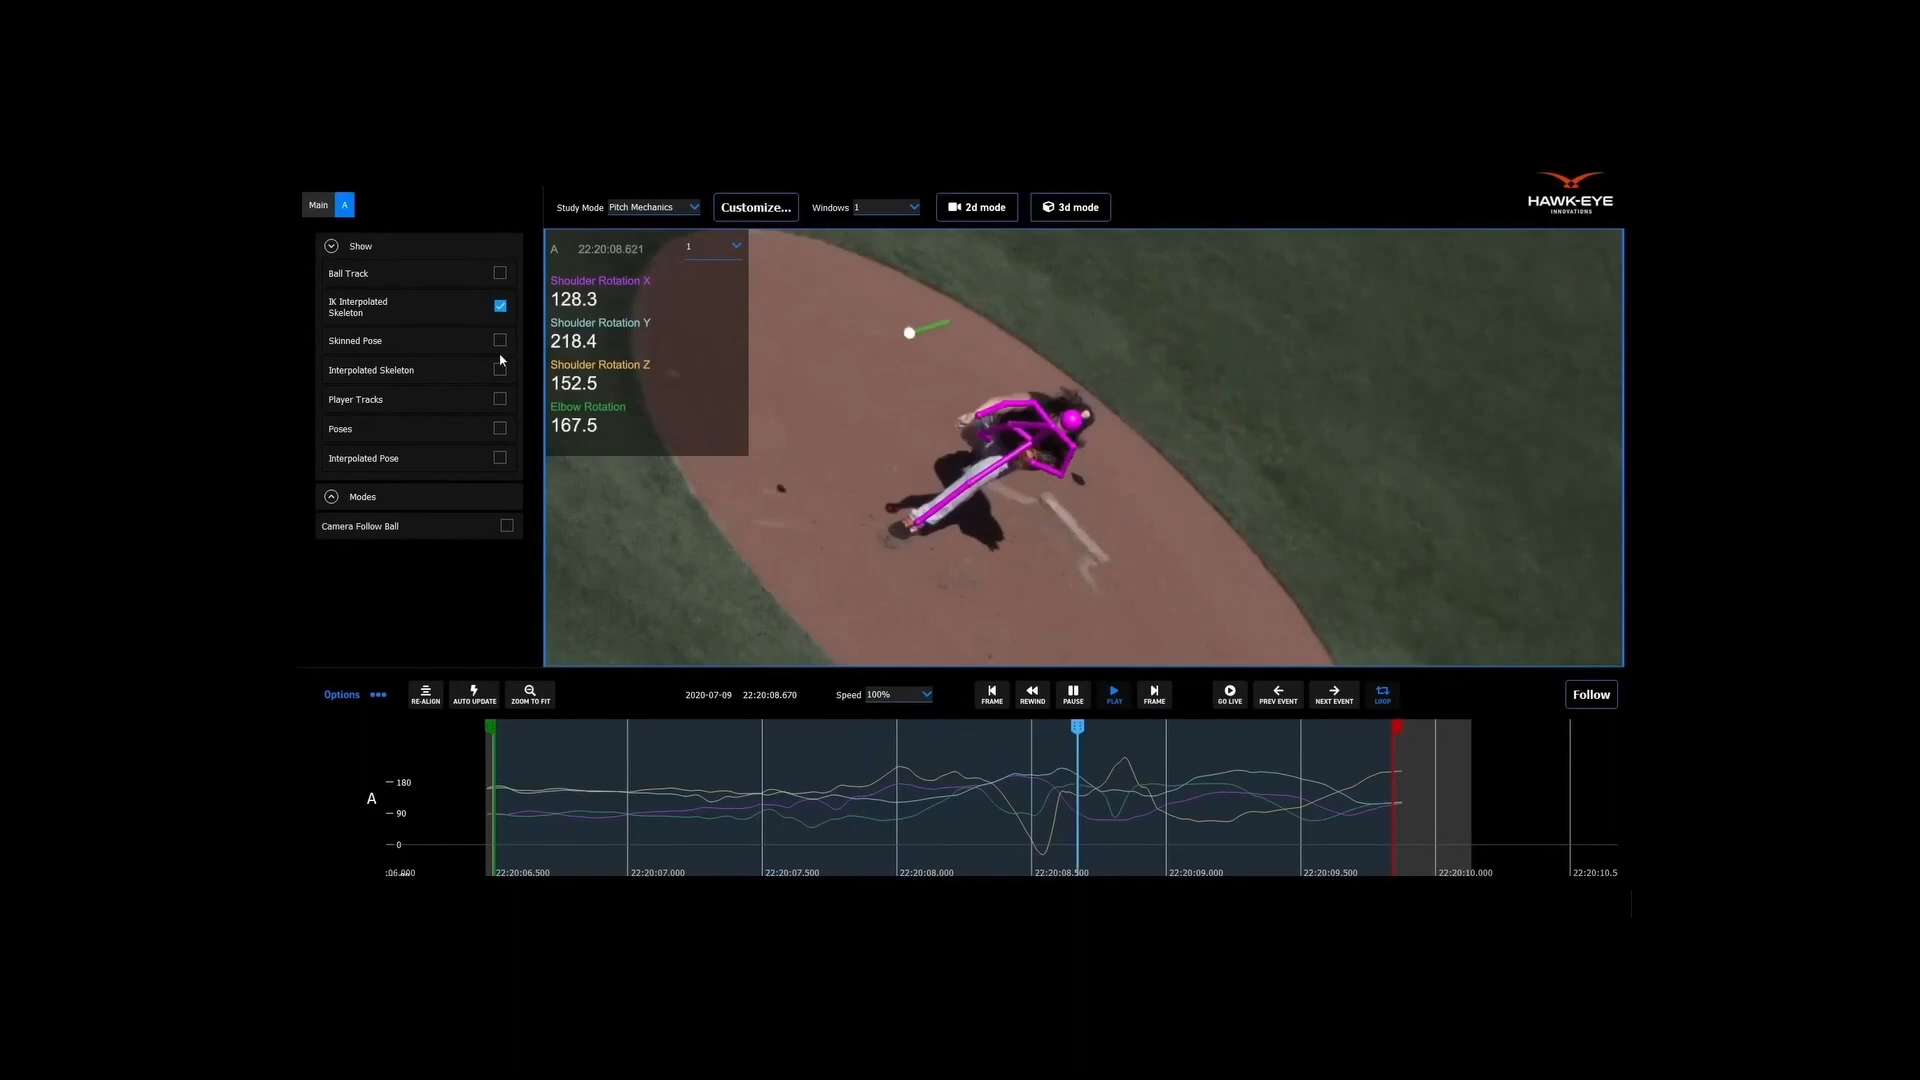 Main
A
Study Mode
Pitch Mechanics
Customize...
Windows
1
2d mode
3d mode
HAWK-EYE
INNOVATIONS
Show
Ball Track
IK Interpolated
Skeleton
Skinned Pose
Interpolated Skeleton
Player Tracks
Poses
Interpolated Pose
Modes
Camera Follow Ball
A
22:20:08.621
1
Shoulder Rotation X
128.3
Shoulder Rotation Y
218.4
Shoulder Rotation Z
152.5
Elbow Rotation
167.5
Options
RE-ALIGN
AUTO UPDATE
ZOOM TO FIT
2020-07-09
22:20:08.670
Speed
100%
FRAME
REWIND
PAUSE
PLAY
FRAME
GO LIVE
PREV EVENT
NEXT EVENT
LOOP
Follow
A
180
90
0
:06.000
22:20:06.500
22:20:07.000
22:20:07.500
22:20:08.000
22:20:08.500
22:20:09.000
22:20:09.500
22:20:10.000
22:20:10.5